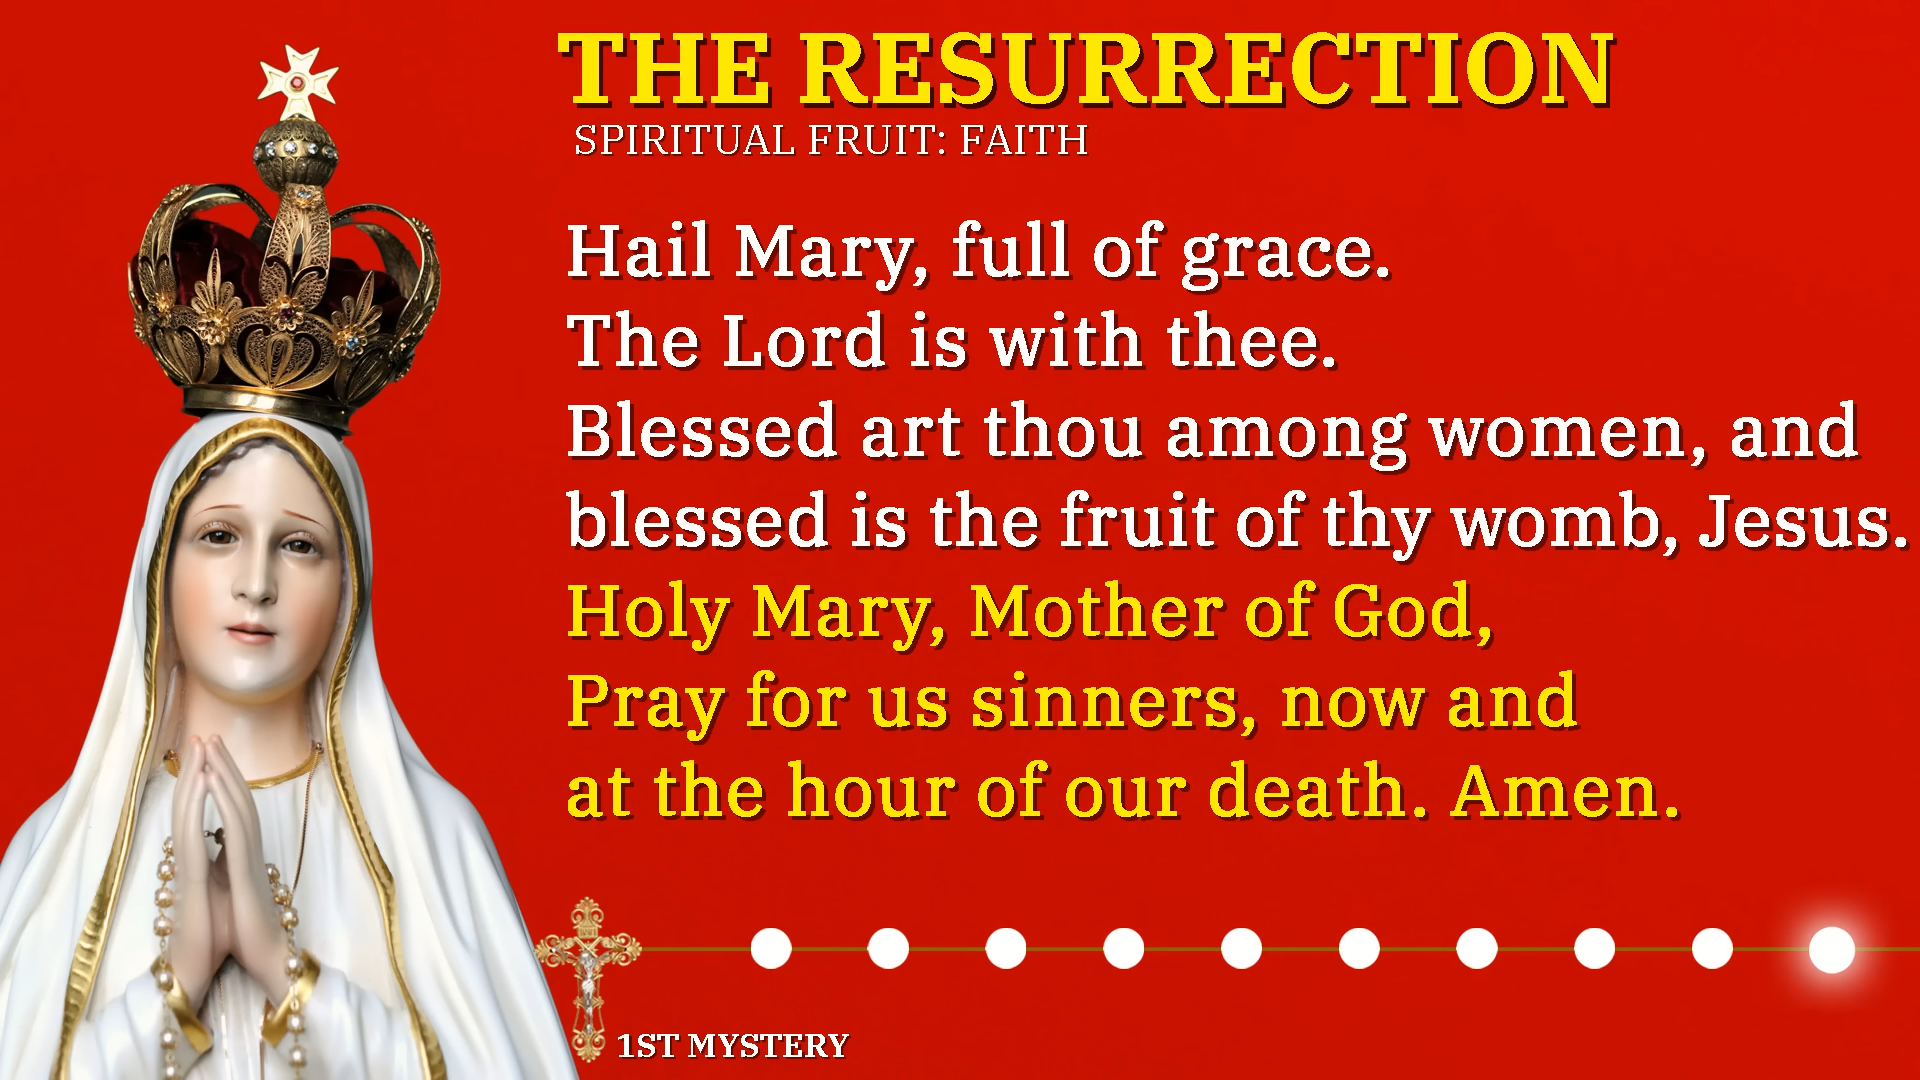 THE RESURRECTION
SPIRITUAL FRUIT: FAITH
Hail Mary, full of grace.
The Lord is with thee.
Blessed art thou among women, and
blessed is the fruit of thy womb, Jesus.
Holy Mary, Mother of God,
Pray for us sinners, now and
at the hour of our death. Amen.
1ST MYSTERY